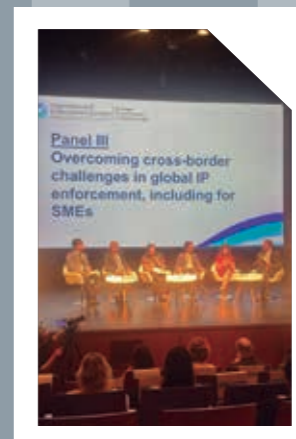 Panel III
Overcoming cross-border
challenges in global IP
enforcement, including for
SMEs